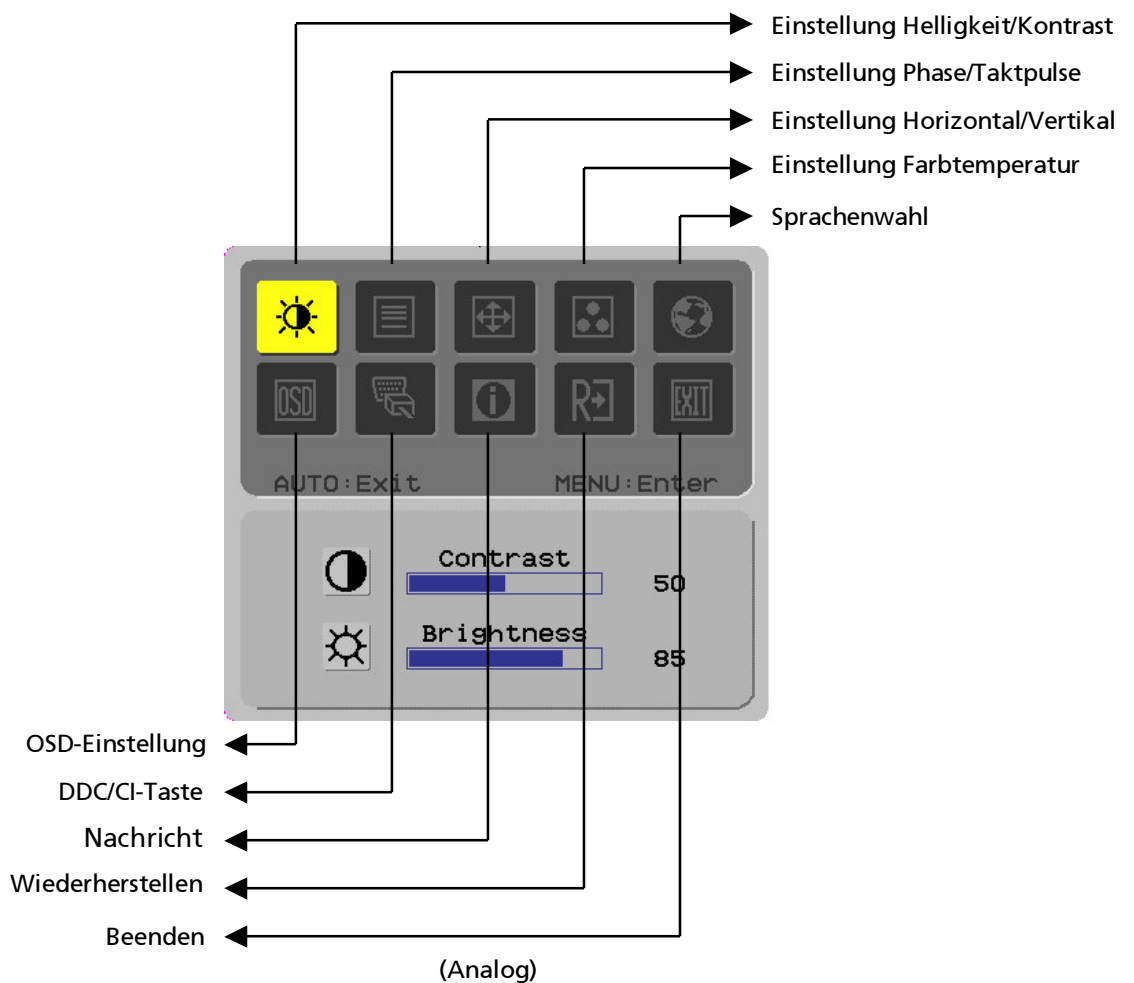 Einstellung Helligkeit/Kontrast
Einstellung Phase/Taktpulse
Einstellung Horizontal/Vertikal
Einstellung Farbtemperatur
Sprachenwahl
OSD
R
EXIT
AUTO:Exit MENU:Enter
Contrast
50
Brightness
85
OSD-Einstellung
DDC/CI-Taste
Nachricht
Wiederherstellen
Beenden
(Analog)